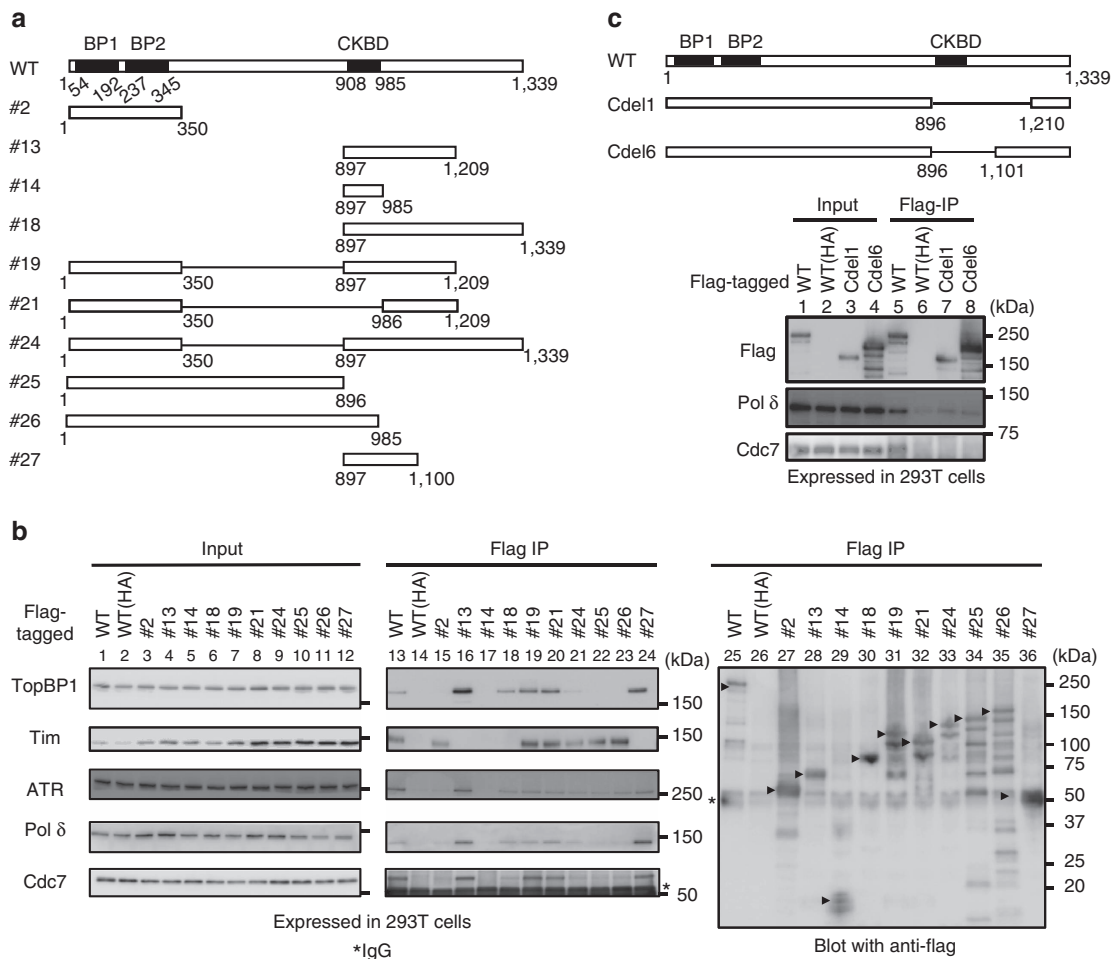 a
BP1 BP2 CKBD
WT
1 54 192 237 345 908 985 1,339
#2
1 350
#13
897 1,209
#14
897 985
#18
897 1,339
#19
1 350 897 1,209
#21
1 350 986 1,209
#24
1 350 897 1,339
#25
1 896
#26
1 985
#27
897 1,100
c
BP1 BP2 CKBD
WT
1 1,339
Cdel1
896 1,210
Cdel6
896 1,101
Input Flag-IP
Flag-tagged WT WT(HA) Cdel1 Cdel6 WT WT(HA) Cdel1 Cdel6
1 2 3 4 5 6 7 8 (kDa)
Flag 250
150
Pol δ 150
75
Cdc7
Expressed in 293T cells
b
Input Flag IP Flag IP
Flag-tagged
WT WT(HA) #2 #13 #14 #18 #19 #21 #24 #25 #26 #27
WT WT(HA) #2 #13 #14 #18 #19 #21 #24 #25 #26 #27
WT WT(HA) #2 #13 #14 #18 #19 #21 #24 #25 #26 #27
1 2 3 4 5 6 7 8 9 10 11 12
13 14 15 16 17 18 19 20 21 22 23 24 (kDa)
25 26 27 28 29 30 31 32 33 34 35 36 (kDa)
TopBP1 150
Tim 150
ATR 250
Pol δ 150
Cdc7 * 50
250
150
100
75
* 50
37
25
20
Expressed in 293T cells
*IgG
Blot with anti-flag